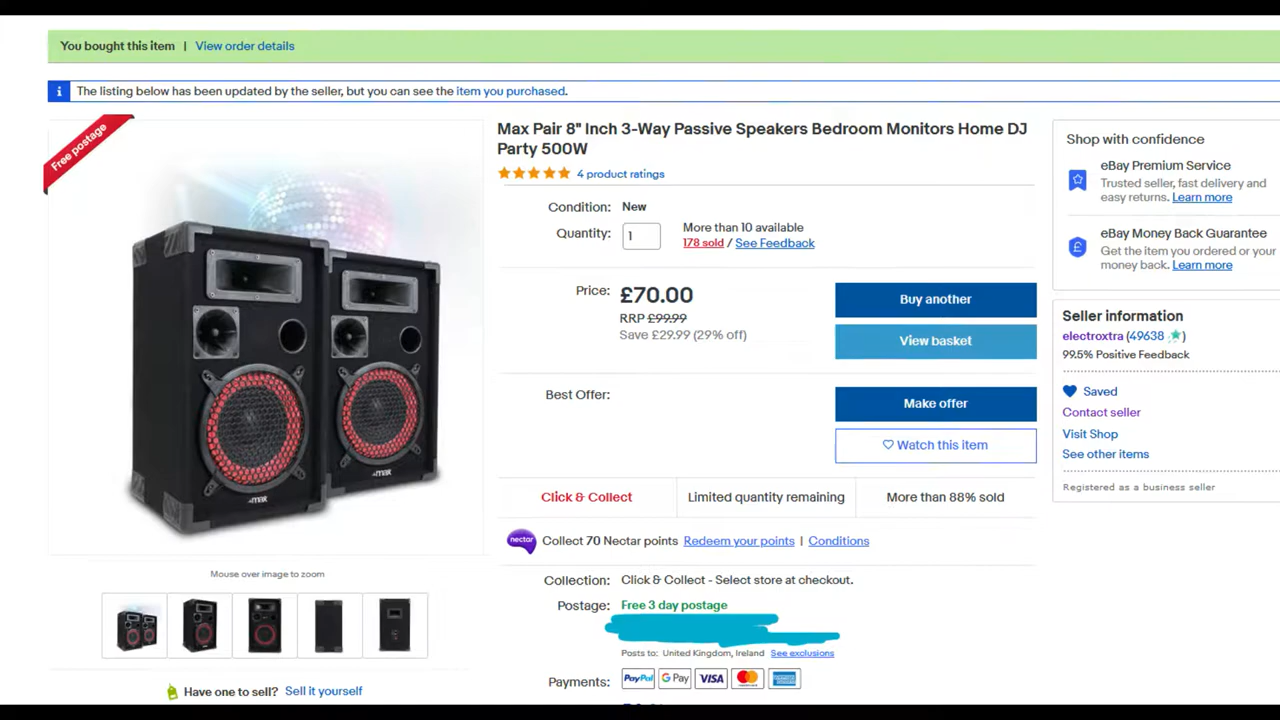 You bought this item | View order details
i The listing below has been updated by the seller, but you can see the item you purchased.
Free postage
Max Pair 8" Inch 3-Way Passive Speakers Bedroom Monitors Home DJ
Party 500W
4 product ratings
Condition: New
Quantity: 1
More than 10 available
178 sold / See Feedback
Price: £70.00
RRP £99.99
Save £29.99 (29% off)
Buy another
View basket
Best Offer:
Make offer
Watch this item
Click & Collect
Limited quantity remaining
More than 88% sold
nectar Collect 70 Nectar points Redeem your points | Conditions
Collection: Click & Collect - Select store at checkout.
Postage: Free 3 day postage
Posts to: United Kingdom, Ireland See exclusions
Payments: PayPal G Pay VISA
max
max
Mouse over image to zoom
Have one to sell? Sell it yourself
Shop with confidence
eBay Premium Service
Trusted seller, fast delivery and
easy returns. Learn more
eBay Money Back Guarantee
£
Get the item you ordered or your
money back. Learn more
Seller information
electroxtra (49638)
99.5% Positive Feedback
Saved
Contact seller
Visit Shop
See other items
Registered as a business seller